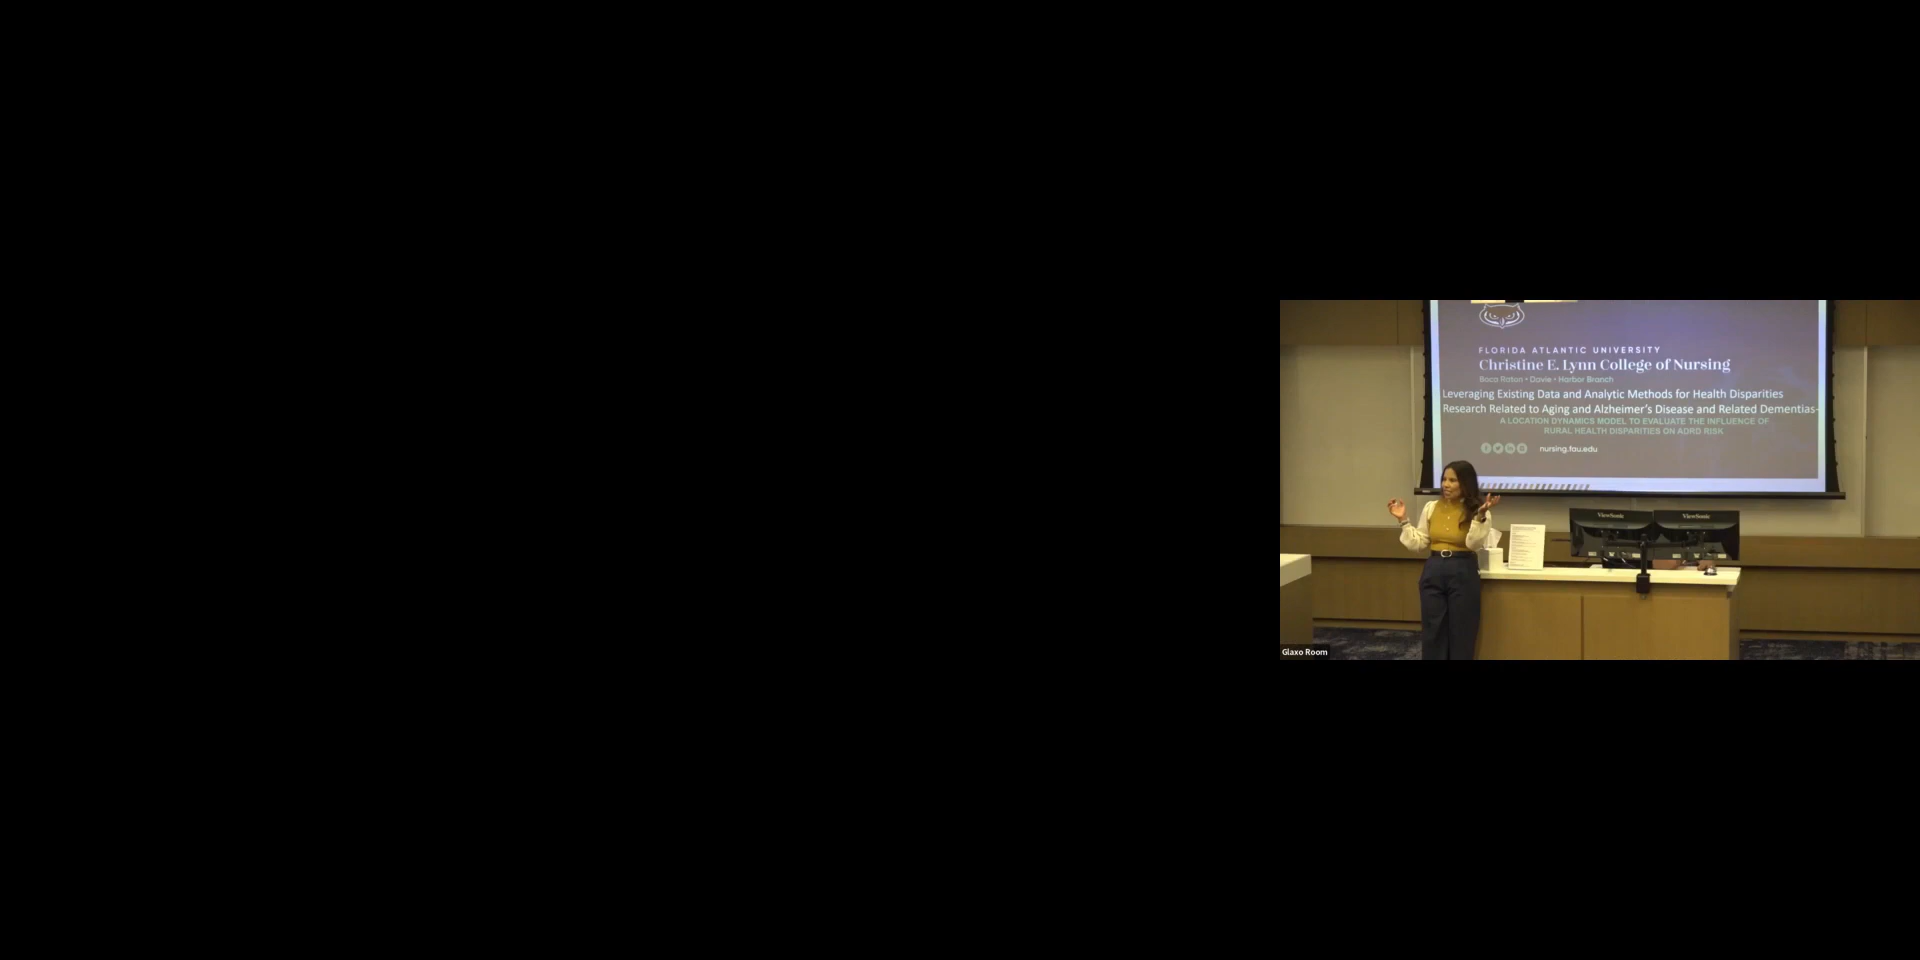 FLORIDA ATLANTIC UNIVERSITY
Christine E. Lynn College of Nursing
Boca Raton • Davie • Harbor Branch
Leveraging Existing Data and Analytic Methods for Health Disparities
Research Related to Aging and Alzheimer's Disease and Related Dementias-
A LOCATION DYNAMICS MODEL TO EVALUATE THE INFLUENCE OF
RURAL HEALTH DISPARITIES ON ADRD RISK
nursing.fau.edu
ViewSonic
ViewSonic
Glaxo Room